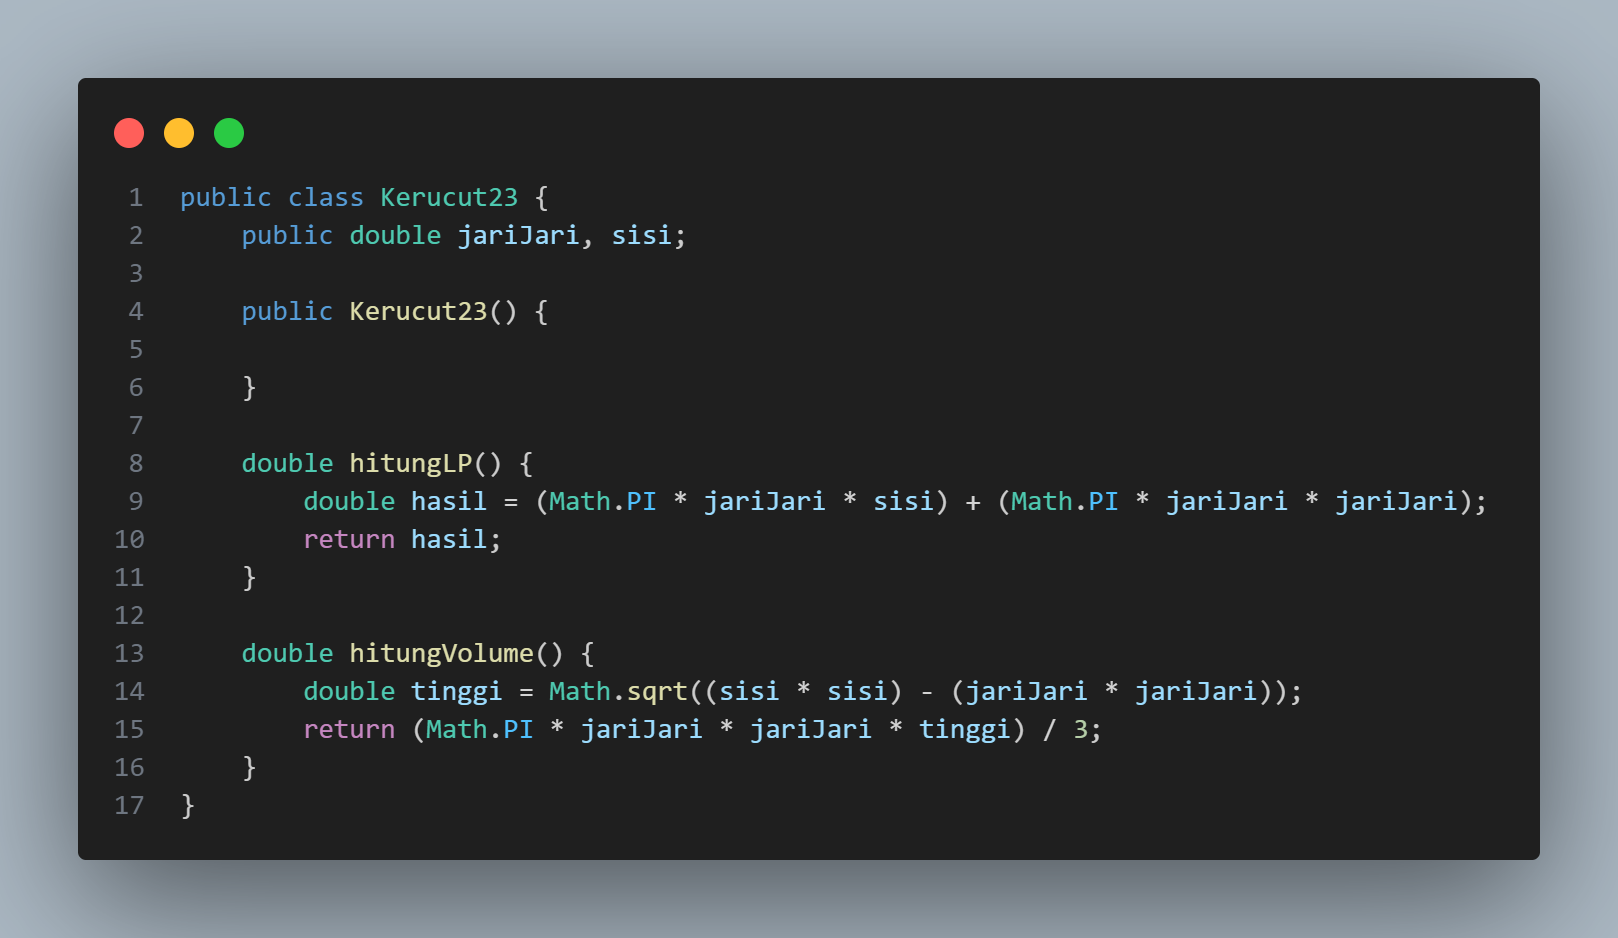 1 public class Kerucut23 {
2     public double jariJari, sisi;
3
4     public Kerucut23() {
5
6     }
7
8     double hitungLP() {
9         double hasil = (Math.PI * jariJari * sisi) + (Math.PI * jariJari * jariJari);
10         return hasil;
11     }
12
13     double hitungVolume() {
14         double tinggi = Math.sqrt((sisi * sisi) - (jariJari * jariJari));
15         return (Math.PI * jariJari * jariJari * tinggi) / 3;
16     }
17 }